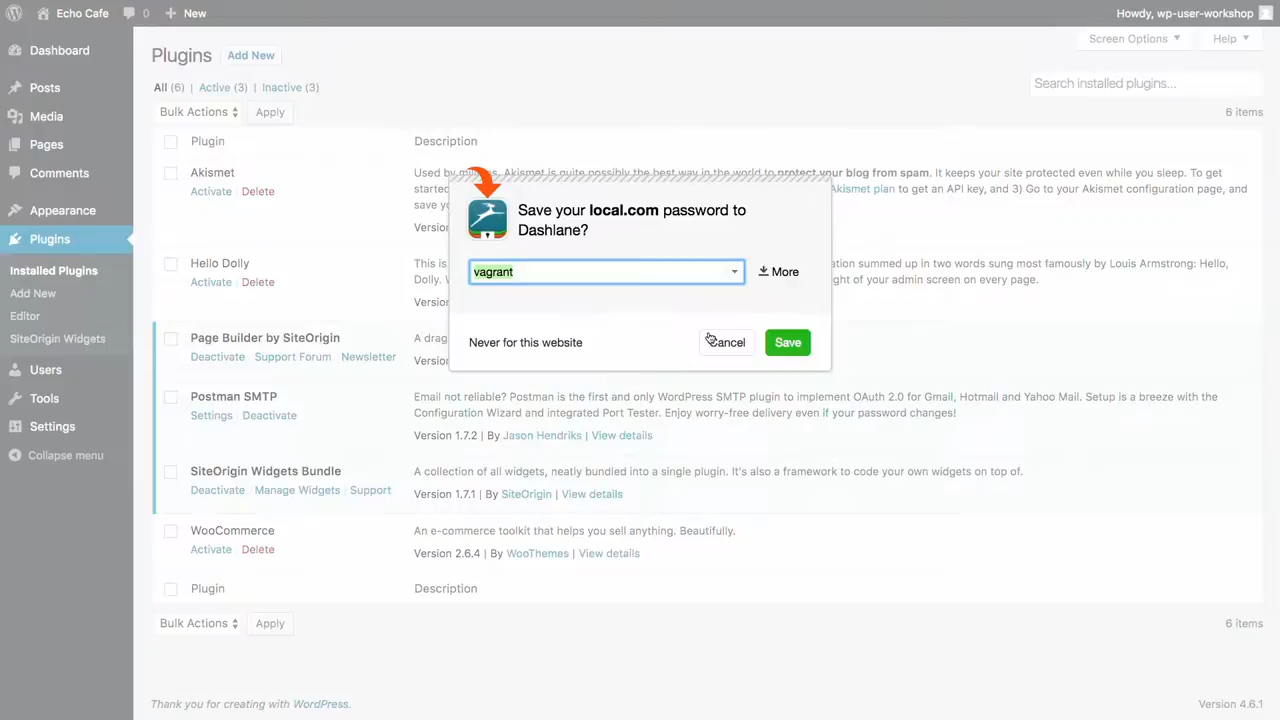 Echo Cafe 0 New Howdy, wp-user-workshop
Dashboard
Posts
Media
Pages
Comments
Appearance
Plugins
Installed Plugins
Add New
Editor
SiteOrigin Widgets
Users
Tools
Settings
Collapse menu
Plugins Add New
Screen Options Help
All (6) | Active (3) | Inactive (3)
Search installed plugins...
Bulk Actions Apply 6 items
Plugin Description
Akismet
Activate Delete
Used by Akismet is quite possibly the best way in the world to protect your blog from spam. It keeps your site protected even while you sleep. To get
started Akismet plan to get an API key, and 3) Go to your Akismet configuration page, and
save
Hello Dolly
Activate Delete
This is summed up in two words sung most famously by Louis Armstrong: Hello,
Dolly. of your admin screen on every page.
Page Builder by SiteOrigin
Deactivate Support Forum Newsletter
A
Postman SMTP
Settings Deactivate
Email not reliable? Postman is the first and only WordPress SMTP plugin to implement OAuth 2.0 for Gmail, Hotmail and Yahoo Mail. Setup is a breeze with the
Configuration Wizard and integrated Port Tester. Enjoy worry-free delivery even if your password changes!
Version 1.7.2 | By Jason Hendriks | View details
SiteOrigin Widgets Bundle
Deactivate Manage Widgets Support
A collection of all widgets, neatly bundled into a single plugin. It's also a framework to code your own widgets on top of.
Version 1.7.1 | By SiteOrigin | View details
WooCommerce
Activate Delete
An e-commerce toolkit that helps you sell anything. Beautifully.
Version 2.6.4 | By WooThemes | View details
Plugin Description
Bulk Actions Apply 6 items
Thank you for creating with WordPress. Version 4.6.1
Save your local.com password to
Dashlane?
vagrant More
Never for this website Cancel Save